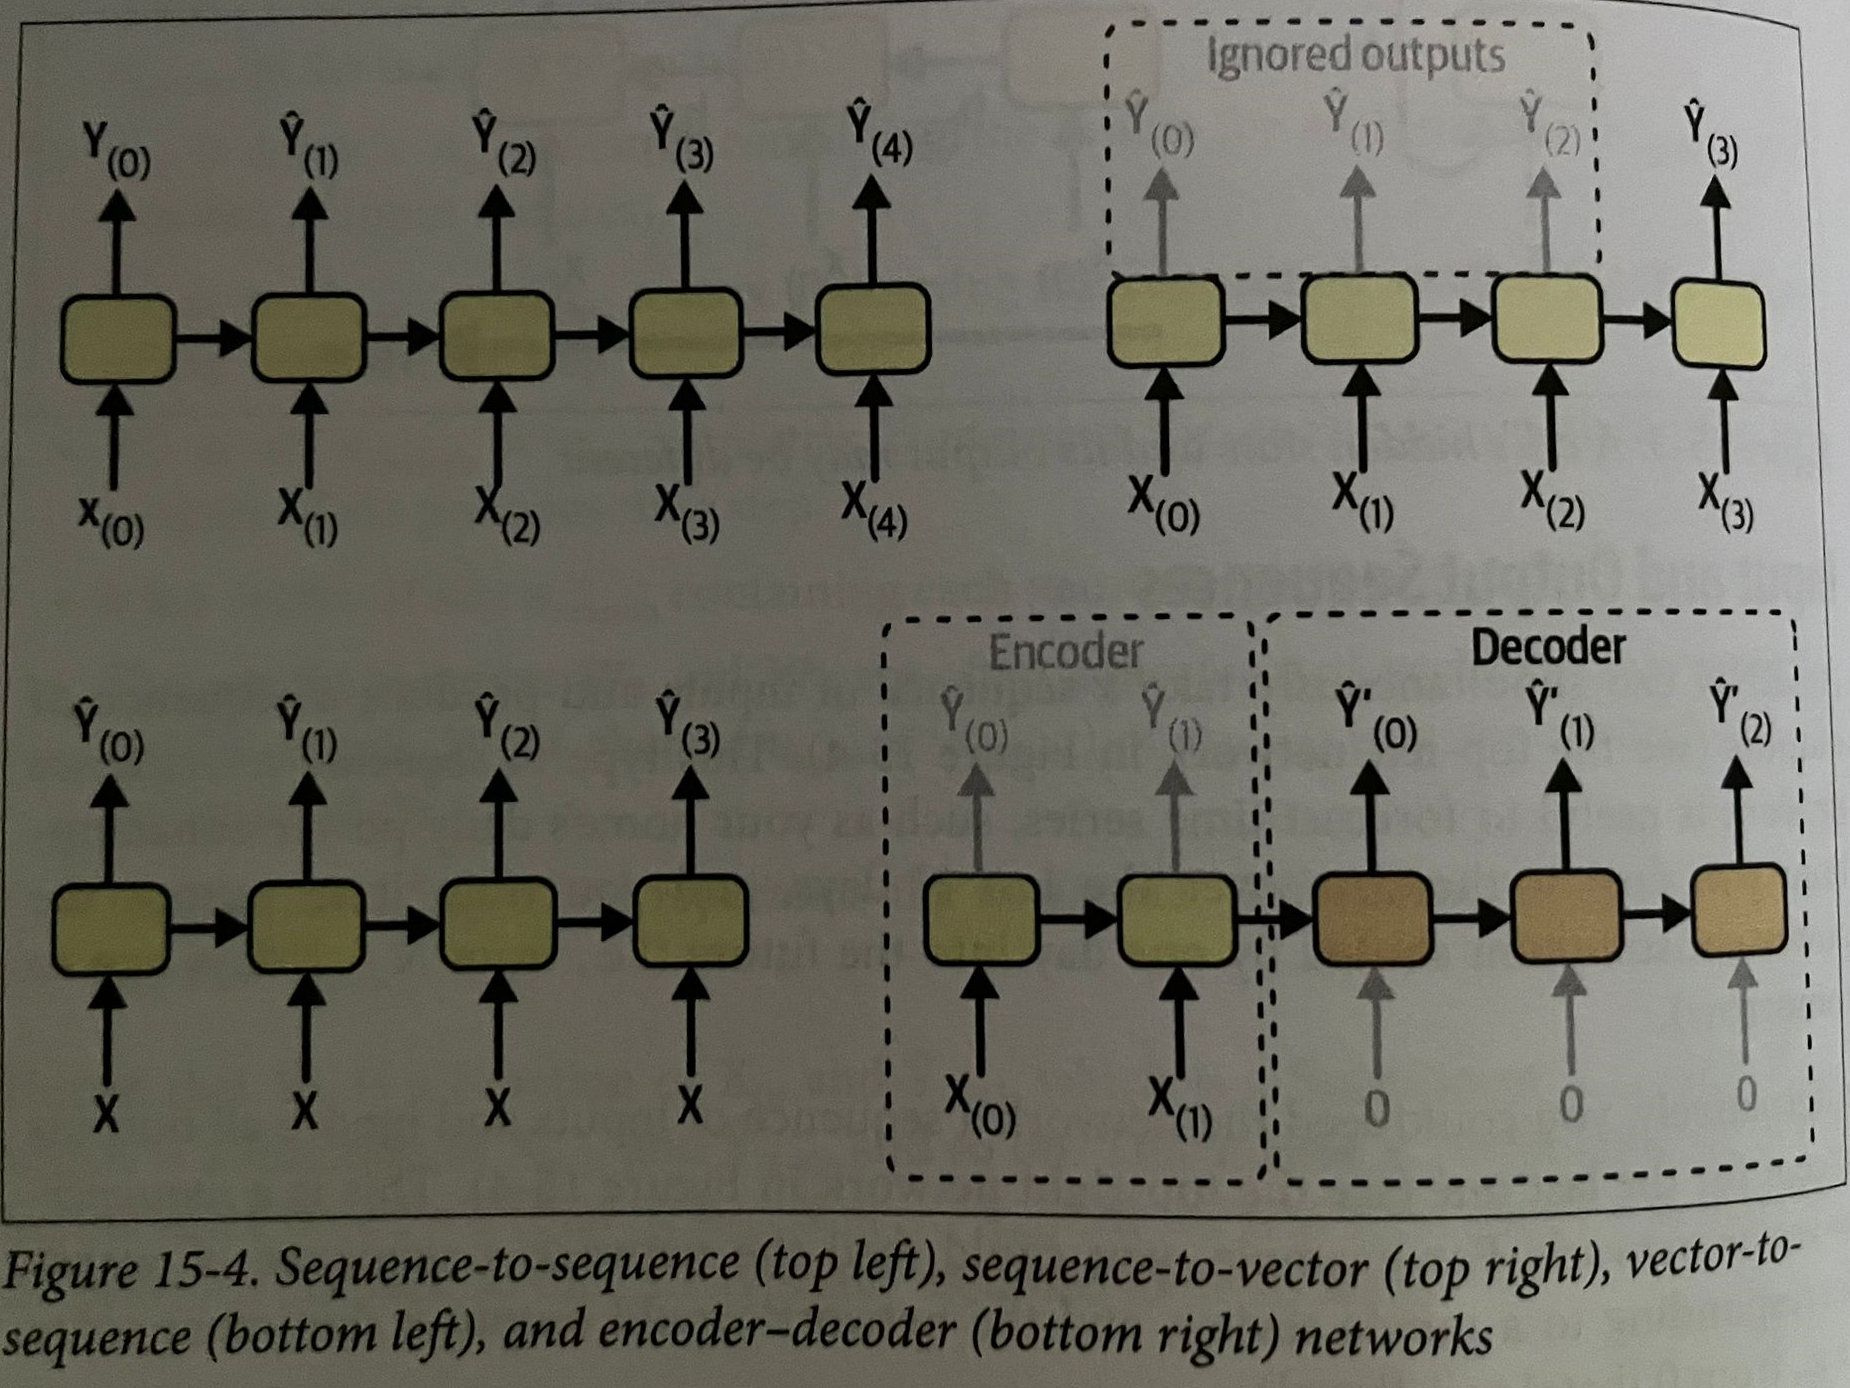 Ignored outputs
Y(0) Ŷ(1) Ŷ(2) Ŷ(3) Ŷ(4)
Ŷ(0) Ŷ(1) Ŷ(2) Ŷ(3)
x(0) X(1) X(2) X(3) X(4)
X(0) X(1) X(2) X(3)
Encoder
Decoder
Ŷ(0) Ŷ(1) Ŷ(2) Ŷ(3)
Ŷ(0) Ŷ(1)
Ŷ'(0) Ŷ'(1) Ŷ'(2)
X X X X
X(0) X(1)
0 0 0
Figure 15-4. Sequence-to-sequence (top left), sequence-to-vector (top right), vector-to-
sequence (bottom left), and encoder–decoder (bottom right) networks